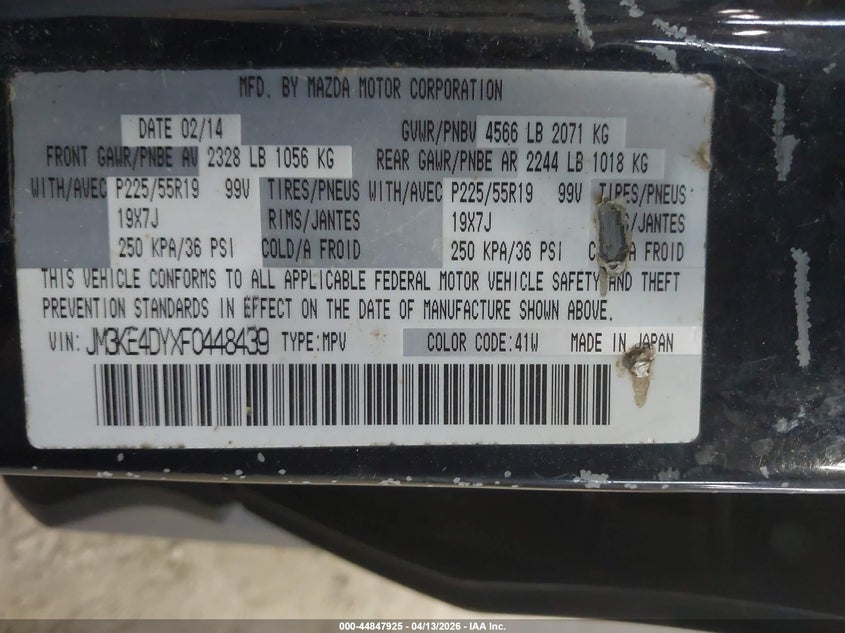 MFD. BY MAZDA MOTOR CORPORATION
DATE 02/14 GVWR/PNBV 4566 LB 2071 KG
FRONT GAWR/PNBE AV 2328 LB 1056 KG REAR GAWR/PNBE AR 2244 LB 1018 KG
WITH/AVEC P225/55R19 99V TIRES/PNEUS WITH/AVEC P225/55R19 99V TIRES/PNEUS
19X7J RIMS/JANTES 19X7J RIMS/JANTES
250 KPA/36 PSI COLD/A FROID 250 KPA/36 PSI COLD/A FROID
THIS VEHICLE CONFORMS TO ALL APPLICABLE FEDERAL MOTOR VEHICLE SAFETY AND THEFT
PREVENTION STANDARDS IN EFFECT ON THE DATE OF MANUFACTURE SHOWN ABOVE.
VIN: JM3KE4DYXF0448439 TYPE:MPV COLOR CODE:41W MADE IN JAPAN
000-44847925 - 04/13/2026 - IAA Inc.